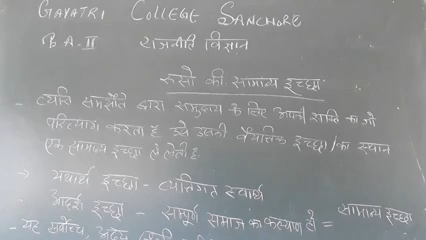 GAYATRI COLLEGE SANCHORE
B A-II राजनीति विज्ञान
रूसो की सामान्य इच्छा
- व्यक्ति समझौते द्वारा समुदाय के लिए अपनी शक्ति का जो
परित्याग करता है उसे उसकी वैयक्तिक इच्छा का स्थान
एक सामान्य इच्छा ले लेती है
→ यथार्थ इच्छा - व्यक्तिगत स्वार्थ
आदर्श इच्छा - सम्पूर्ण समाज का कल्याण ले = सामान्य इच्छा
- यह सर्वोच्च,